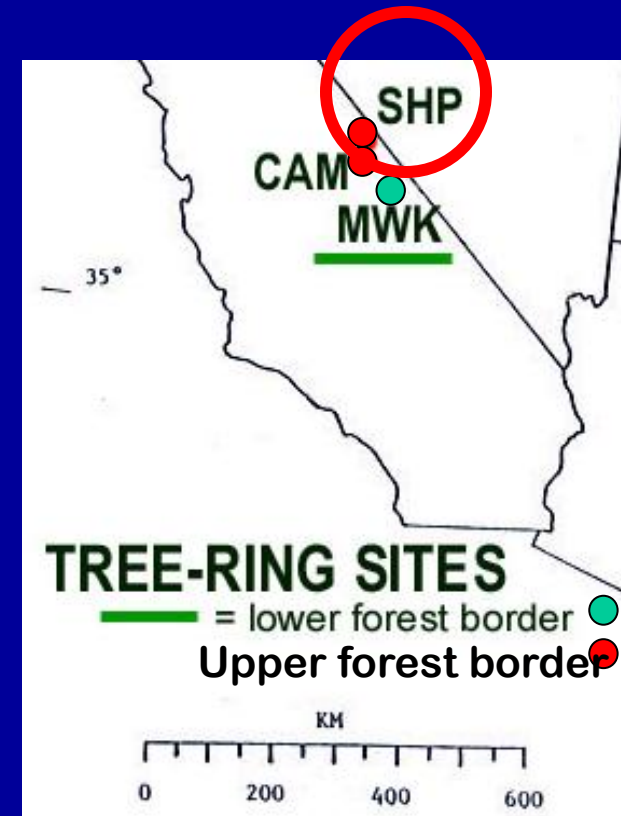 SHP
CAM
MWK
35°
TREE-RING SITES
= lower forest border
Upper forest border
KM
0 200 400 600